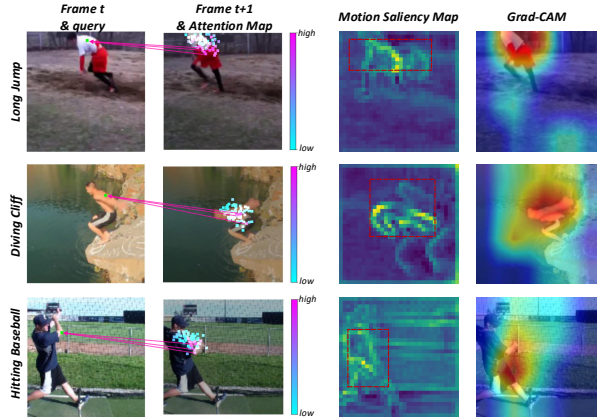 Frame t
& query
Frame t+1
& Attention Map
Motion Saliency Map
Grad-CAM
Long Jump
high
low
Diving Cliff
high
low
Hitting Baseball
high
low